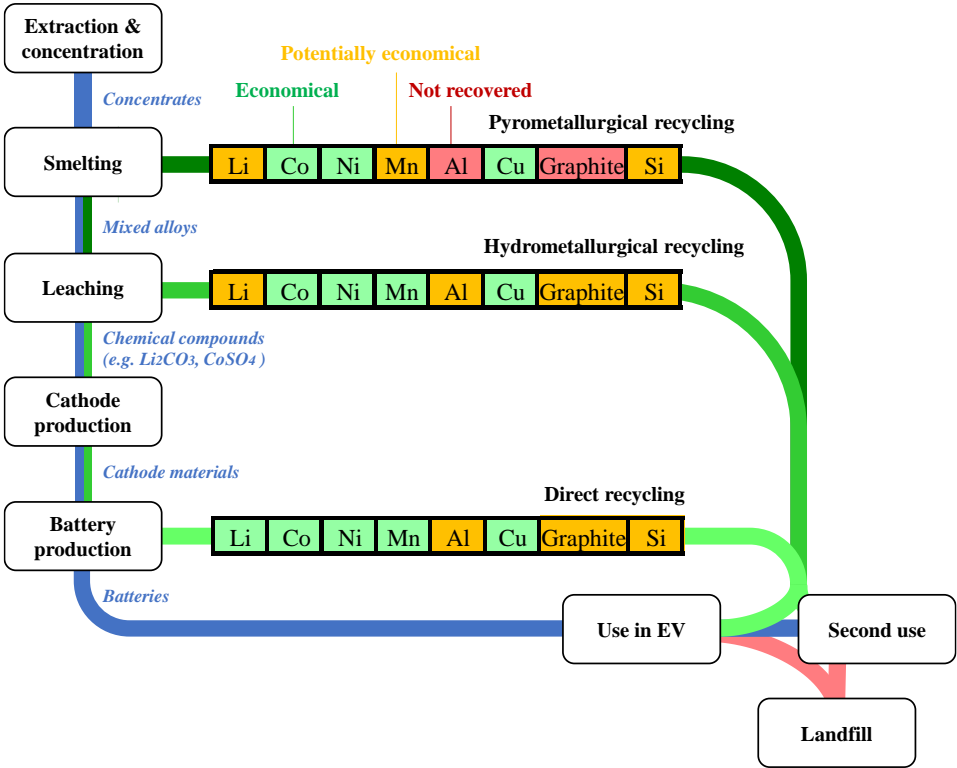 Extraction &
concentration
Potentially economical
Economical
Not recovered
Concentrates
Pyrometallurgical recycling
Smelting
Li Co Ni Mn Al Cu Graphite Si
Mixed alloys
Hydrometallurgical recycling
Leaching
Li Co Ni Mn Al Cu Graphite Si
Chemical compounds
(e.g. Li2CO3, CoSO4 )
Cathode
production
Cathode materials
Direct recycling
Battery
production
Li Co Ni Mn Al Cu Graphite Si
Batteries
Use in EV
Second use
Landfill